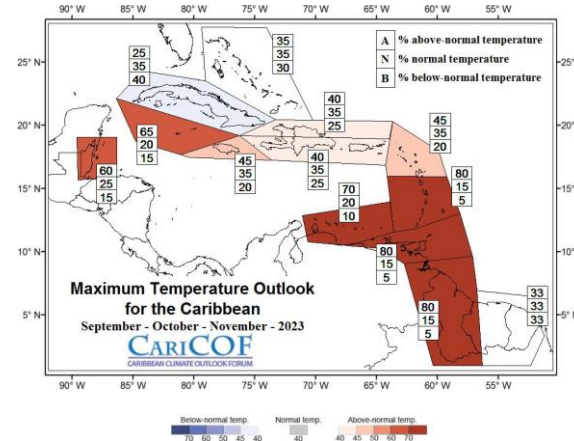 25
35
40
35
35
30
A % above-normal temperature
N % normal temperature
B % below-normal temperature
25° N
20° N
15° N
10° N
5° N
40
35
25
45
35
20
65
20
15
60
25
15
45
35
20
40
35
25
80
15
5
70
20
10
80
15
5
80
15
5
33
33
33
Maximum Temperature Outlook
for the Caribbean
September - October - November - 2023
CARICOF
CARIBBEAN CLIMATE OUTLOOK FORUM
90° W 85° W 80° W 75° W 70° W 65° W 60° W 55° W
Below-normal temp. Normal temp. Above-normal temp.
70 60 50 45 40 40 40 45 50 60 70